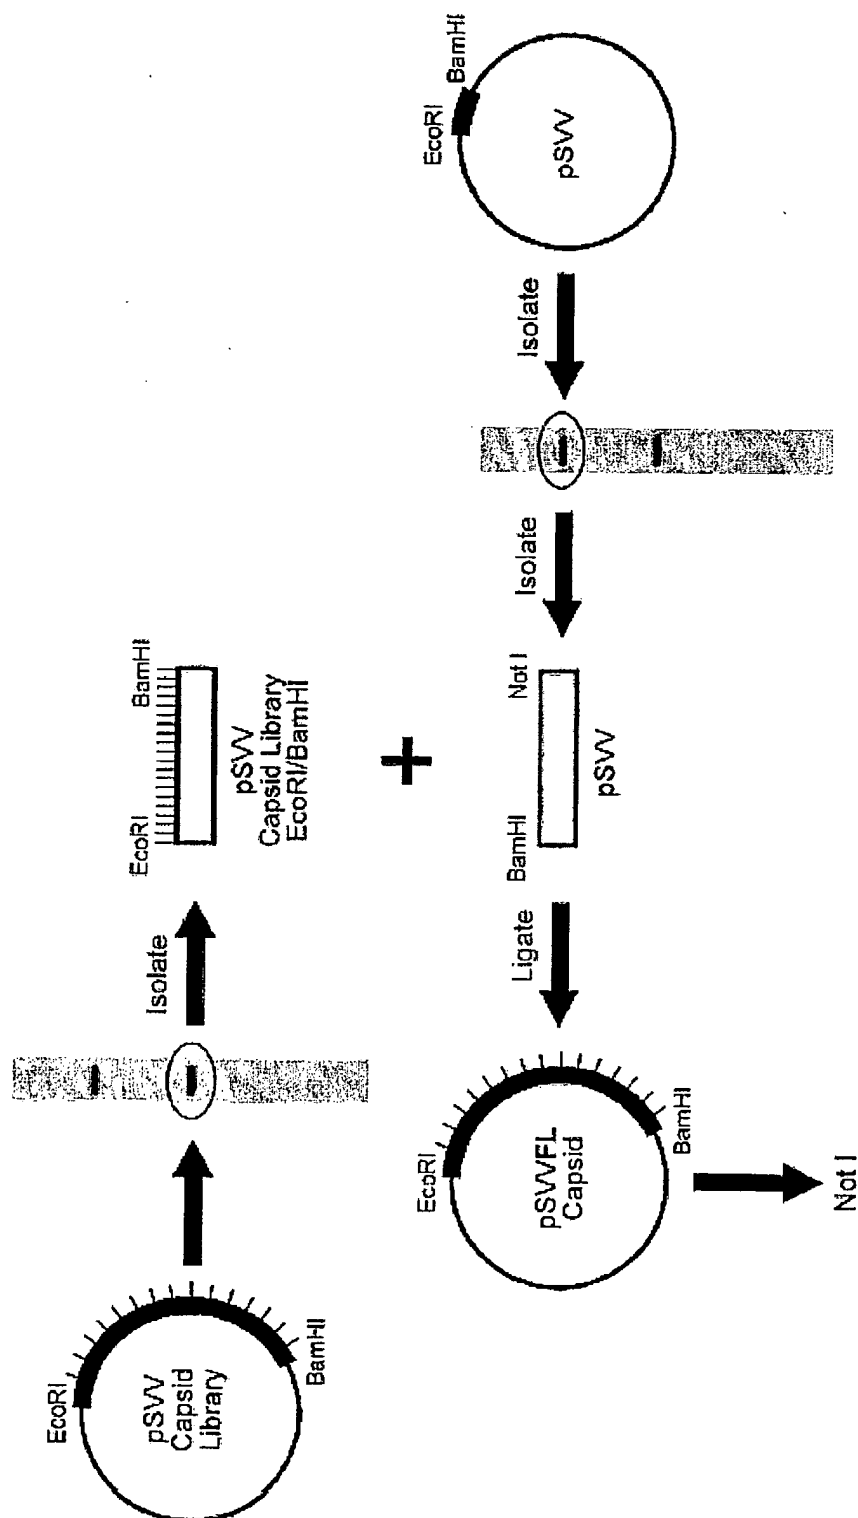 EcoRI
pSVV
Capsid
Library
BamHI
Isolate
EcoRI
BamHI
pSVV
Capsid Library
EcoRI/BamHI
+
EcoRI
BamHI
pSVV
Isolate
Isolate
BamHI
Not I
pSVV
Ligate
EcoRI
pSVVFL
Capsid
BamHI
Not I